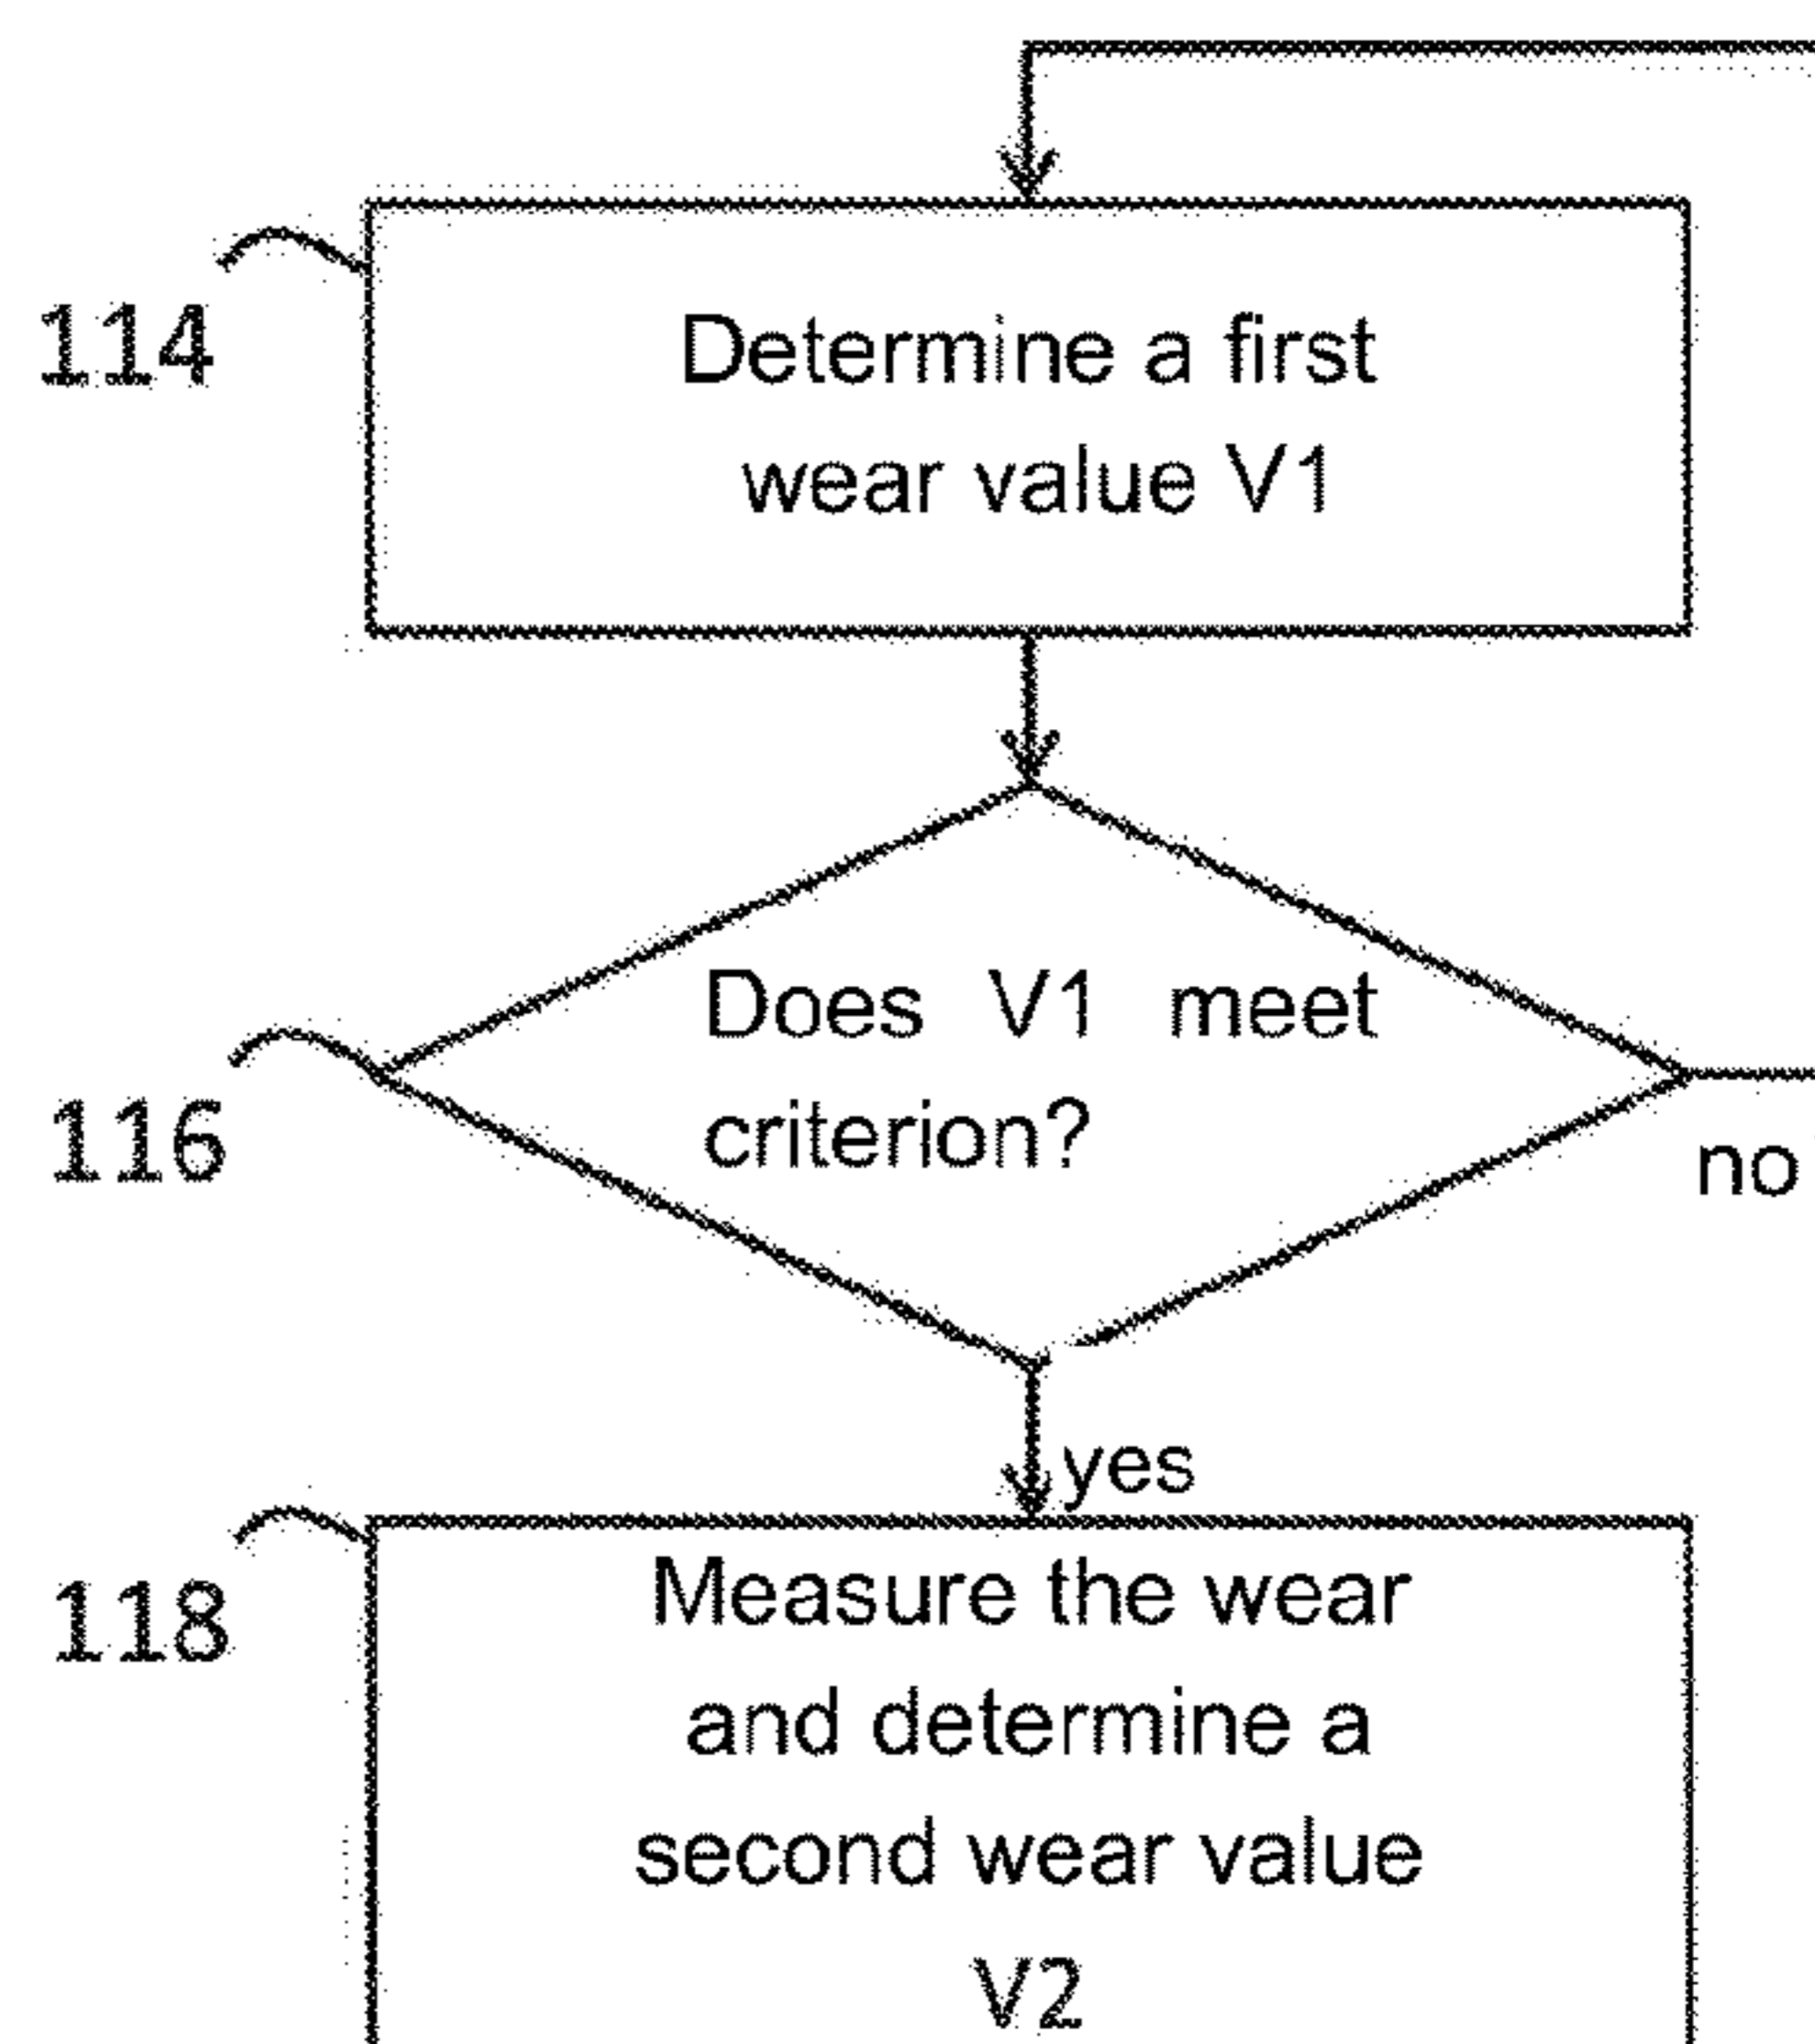 114
Determine a first
wear value V1
Does V1 meet
criterion?
116
no
yes
118
Measure the wear
and determine a
second wear value
V2